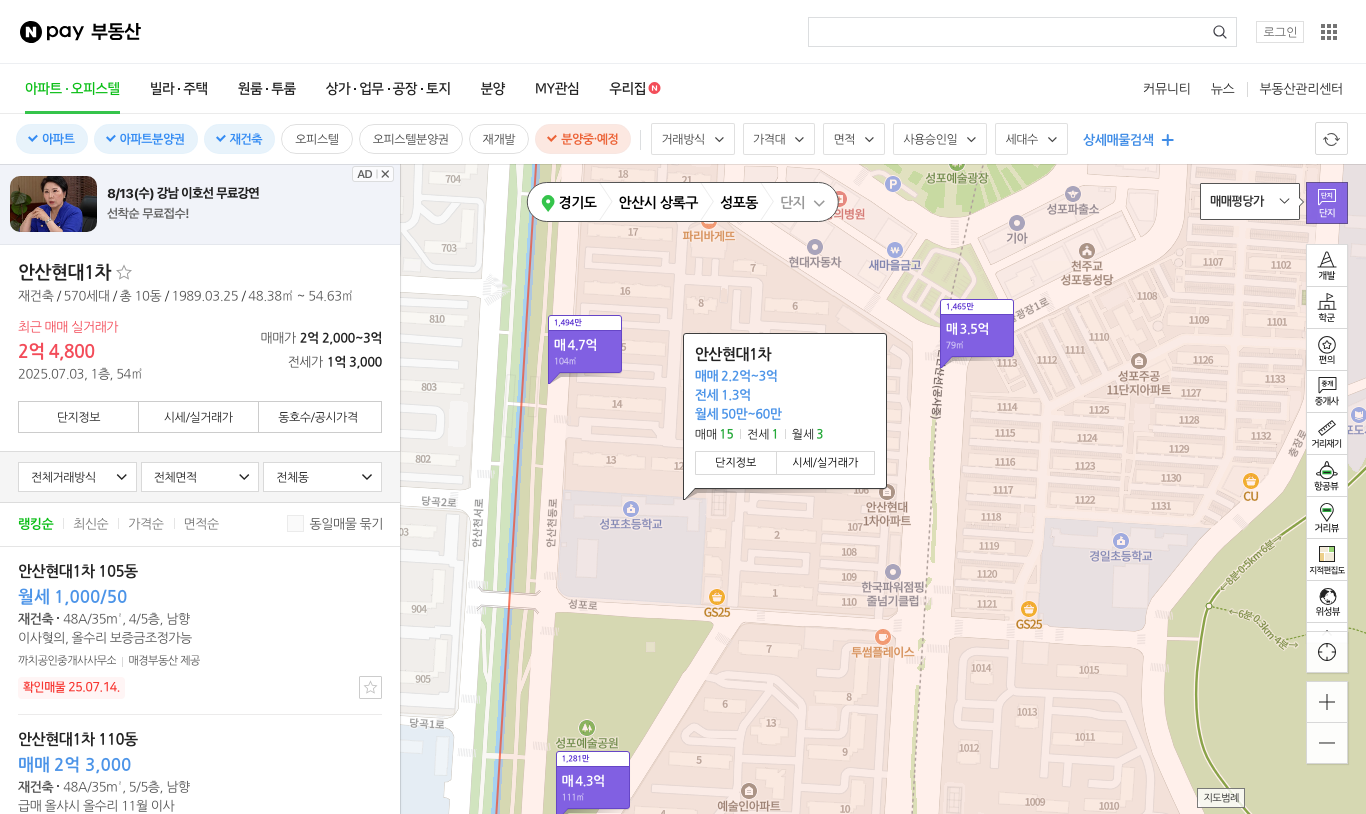 N pay 부동산
로그인
아파트·오피스텔 빌라·주택 원룸·투룸 상가·업무·공장·토지 분양 MY관심 우리집 N 커뮤니티 뉴스 부동산관리센터
아파트 아파트분양권 재건축 오피스텔 오피스텔분양권 재개발 분양중·예정 거래방식 가격대 면적 사용승인일 세대수 상세매물검색
AD
8/13(수) 강남 이호선 무료강연
선착순 무료접수!
안산현대1차
재건축 / 570세대 / 총 10동 / 1989.03.25 / 48.38㎡ ~ 54.63㎡
최근 매매 실거래가
2억 4,800
2025.07.03, 1층, 54㎡
매매가 2억 2,000~3억
전세가 1억 3,000
단지정보 시세/실거래가 동호수/공시가격
전체거래방식 전체면적 전체동
랭킹순 최신순 가격순 면적순 동일매물 묶기
안산현대1차 105동
월세 1,000/50
재건축 · 48A/35m², 4/5층, 남향
이사협의, 올수리 보증금조정가능
까치공인중개사사무소 매경부동산 제공
확인매물 25.07.14.
안산현대1차 110동
매매 2억 3,000
재건축 · 48A/35m², 5/5층, 남향
급매 올샤시 올수리 11월 이사
경기도 안산시 상록구 성포동 단지
매매평당가
단지
단지
개발
학군
편의
중개
중개사
거리재기
항공뷰
거리뷰
지적편집도
위성뷰
지도범례
704
703
810
803
802
904
905
당곡2로
당곡1로
안산천서로
안산천동로
18
21
파리바게뜨
현대자동차
새마을금고
P
성포예술광장
성포파출소
기아
천주교
성포동성당
1107
1102
1108
1109
1101
광장1로
16
17
8
7
6
1,494만
매 4.7억
104㎡
1,465만
매 3.5억
79㎡
안산현대1차
매매 2.2억~3억
전세 1.3억
월세 50만~60만
매매 15 전세 1 월세 3
단지정보 시세/실거래가
15
14
13
12
1111
1110
1113
1112
1126
1133
성포주공
11단지아파트
1114
1125
1115
1124
1128
1132
1116
1123
1129
1117
1122
1130
1118
1121
1131
1119
1120
충장로
CU
성포초등학교
106
안산현대
1차아파트
107
108
109
110
2
1
한국파워점핑
줄넘기클럽
경일초등학교
GS25
GS25
성포로
투썸플레이스
8분 0.5km 8분
6분 0.3km 4분
1014
1015
1013
1011
1012
1009
1010
7
8
6
13
9
5
12
10
성포예술공원
1,281만
매 4.3억
111㎡
예술인아파트